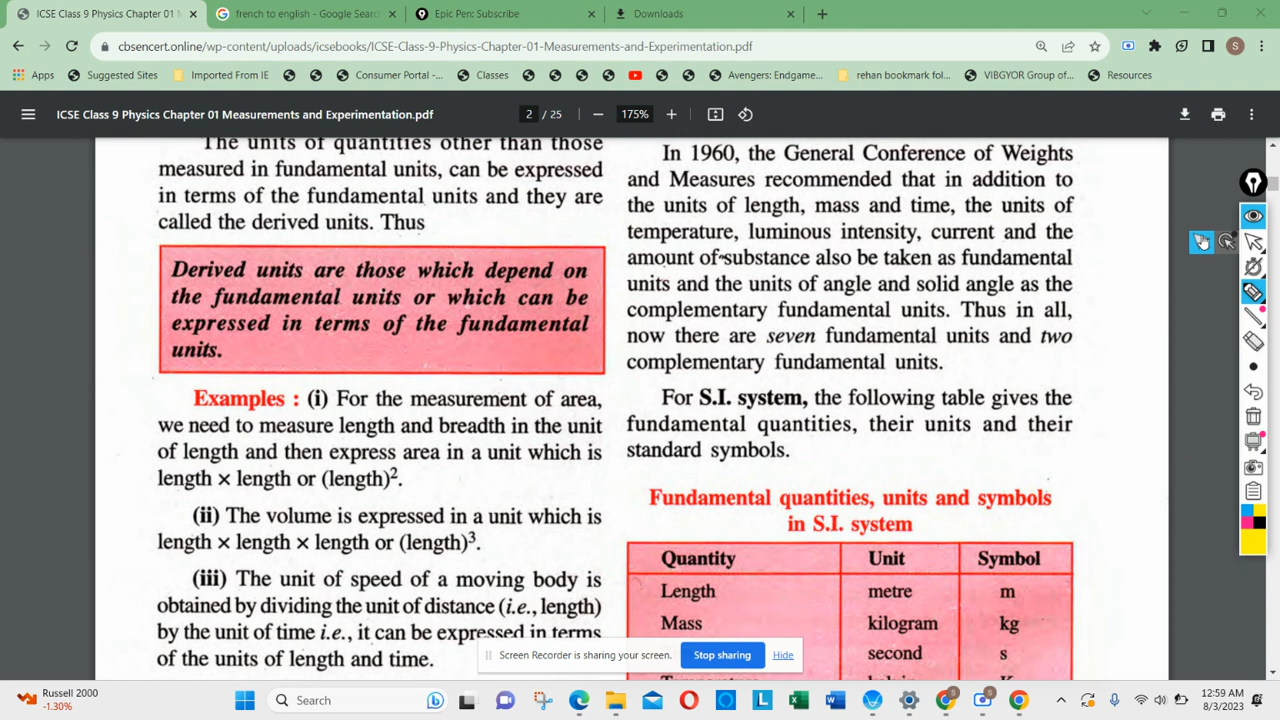 ICSE Class 9 Physics Chapter 01 M
french to english - Google Searc
Epic Pen: Subscribe
Downloads
cbsencert.online/wp-content/uploads/icsebooks/ICSE-Class-9-Physics-Chapter-01-Measurements-and-Experimentation.pdf
S
Apps
Suggested Sites
Imported From IE
Consumer Portal -...
Classes
Avengers: Endgame...
rehan bookmark fol...
VIBGYOR Group of...
Resources
ICSE Class 9 Physics Chapter 01 Measurements and Experimentation.pdf
2 / 25
175%
The units of quantities other than those
measured in fundamental units, can be expressed
in terms of the fundamental units and they are
called the derived units. Thus
Derived units are those which depend on
the fundamental units or which can be
expressed in terms of the fundamental
units.
Examples : (i) For the measurement of area,
we need to measure length and breadth in the unit
of length and then express area in a unit which is
length × length or (length)².
(ii) The volume is expressed in a unit which is
length × length × length or (length)³.
(iii) The unit of speed of a moving body is
obtained by dividing the unit of distance (i.e., length)
by the unit of time i.e., it can be expressed in terms
of the units of length and time.
In 1960, the General Conference of Weights
and Measures recommended that in addition to
the units of length, mass and time, the units of
temperature, luminous intensity, current and the
amount of substance also be taken as fundamental
units and the units of angle and solid angle as the
complementary fundamental units. Thus in all,
now there are seven fundamental units and two
complementary fundamental units.
For S.I. system, the following table gives the
fundamental quantities, their units and their
standard symbols.
Fundamental quantities, units and symbols
in S.I. system
Quantity Unit Symbol
Length metre m
Mass kilogram kg
second s
Screen Recorder is sharing your screen.
Stop sharing
Hide
Russell 2000
-1.30%
Search
12:59 AM
8/3/2023